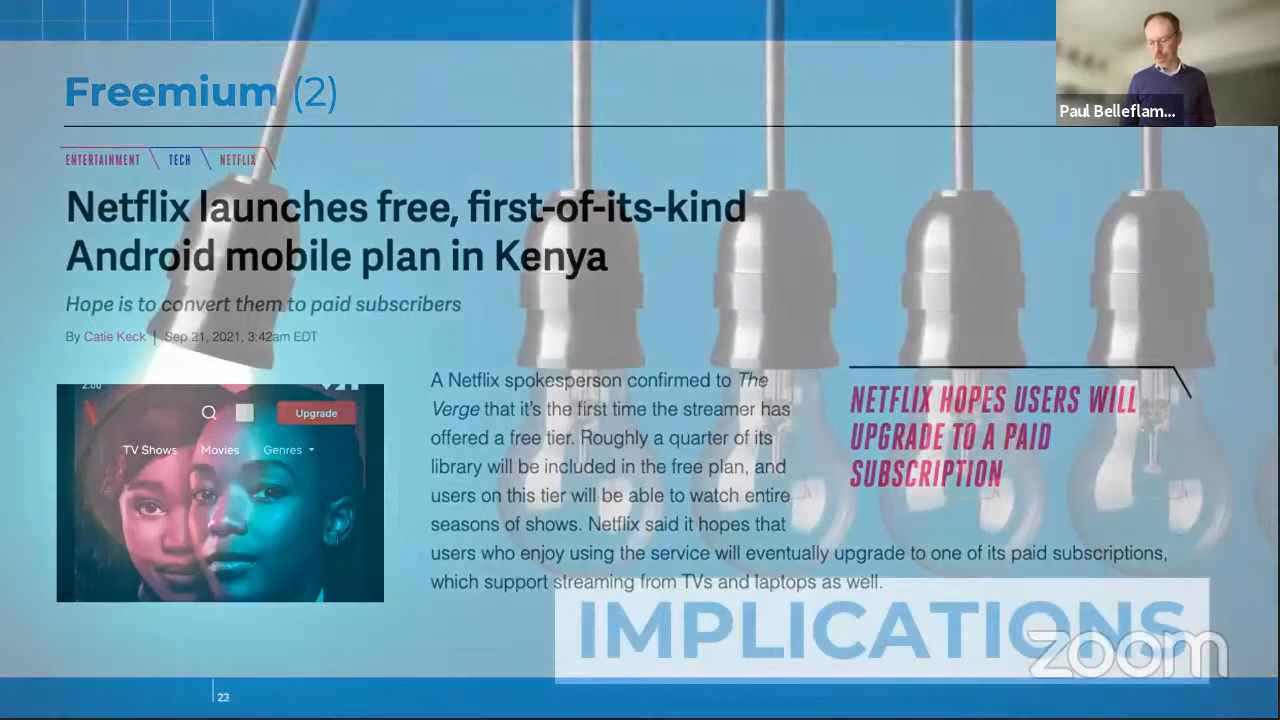 Paul Belleflam...
Freemium (2)
ENTERTAINMENT TECH NETFLIX
Netflix launches free, first-of-its-kind
Android mobile plan in Kenya
Hope is to convert them to paid subscribers
By Catie Keck | Sep 21, 2021, 3:42am EDT
Upgrade
TV Shows Movies Genres
A Netflix spokesperson confirmed to The
Verge that it's the first time the streamer has
offered a free tier. Roughly a quarter of its
library will be included in the free plan, and
users on this tier will be able to watch entire
seasons of shows. Netflix said it hopes that
users who enjoy using the service will eventually upgrade to one of its paid subscriptions,
which support streaming from TVs and laptops as well.
NETFLIX HOPES USERS WILL
UPGRADE TO A PAID
SUBSCRIPTION
IMPLICATIONS
zoom